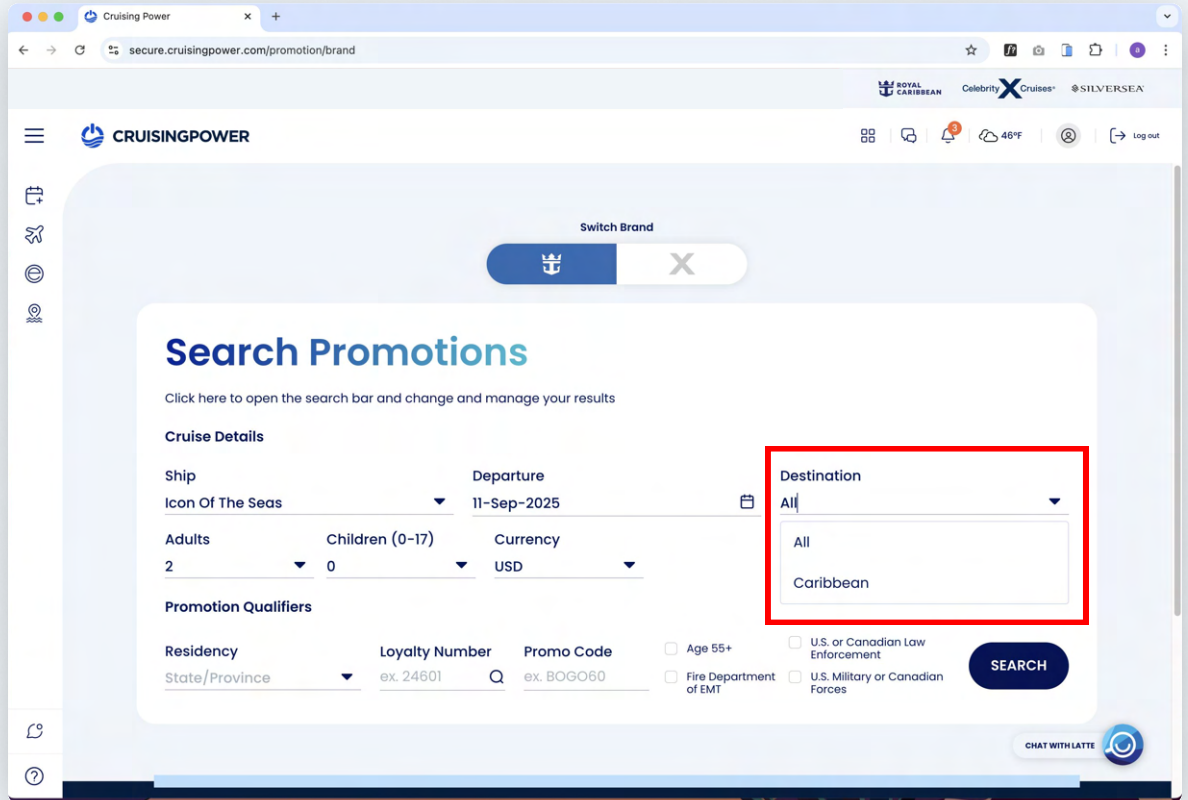 Cruising Power
secure.cruisingpower.com/promotion/brand
a
ROYAL
CARIBBEAN
Celebrity X Cruises®
SILVERSEA
CRUISINGPOWER
3
46°F
Log out
Switch Brand
X
Search Promotions
Click here to open the search bar and change and manage your results
Cruise Details
Ship
Icon Of The Seas
Departure
11-Sep-2025
Destination
All
All
Caribbean
Adults
2
Children (0-17)
0
Currency
USD
Promotion Qualifiers
Residency
State/Province
Loyalty Number
ex. 24601
Promo Code
ex. BOGO60
Age 55+
Fire Department
of EMT
U.S. or Canadian Law
Enforcement
U.S. Military or Canadian
Forces
SEARCH
CHAT WITH LATTE